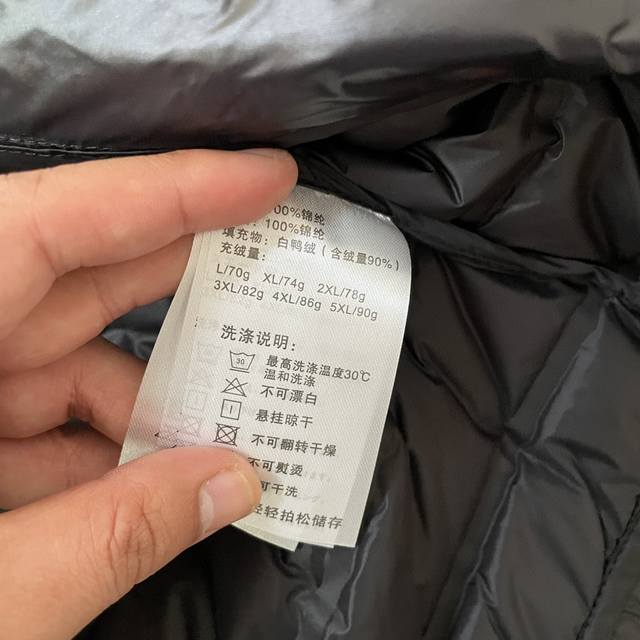 00%锦纶
100%锦纶
填充物：白鸭绒（含绒量90%）
充绒量：
L/70g XL/74g 2XL/78g
3XL/82g 4XL/86g 5XL/90g
洗涤说明：
30
最高洗涤温度30℃
温和洗涤
不可漂白
悬挂晾干
不可翻转干燥
不可熨烫
可干洗
轻轻拍松储存